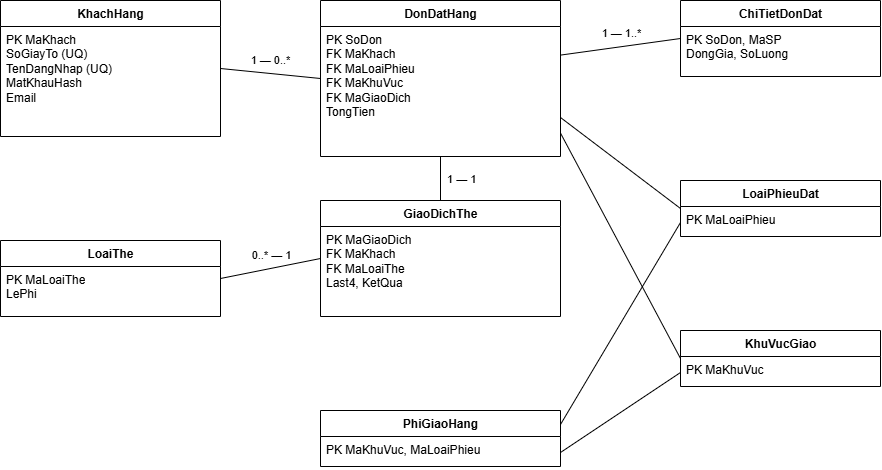 KhachHang
PK MaKhach
SoGiayTo (UQ)
TenDangNhap (UQ)
MatKhauHash
Email
1 — 0..*
DonDatHang
PK SoDon
FK MaKhach
FK MaLoaiPhieu
FK MaKhuVuc
FK MaGiaoDich
TongTien
1 — 1..*
ChiTietDonDat
PK SoDon, MaSP
DongGia, SoLuong
1 — 1
LoaiPhieuDat
PK MaLoaiPhieu
GiaoDichThe
PK MaGiaoDich
FK MaKhach
FK MaLoaiThe
Last4, KetQua
0..* — 1
LoaiThe
PK MaLoaiThe
LePhi
KhuVucGiao
PK MaKhuVuc
PhiGiaoHang
PK MaKhuVuc, MaLoaiPhieu